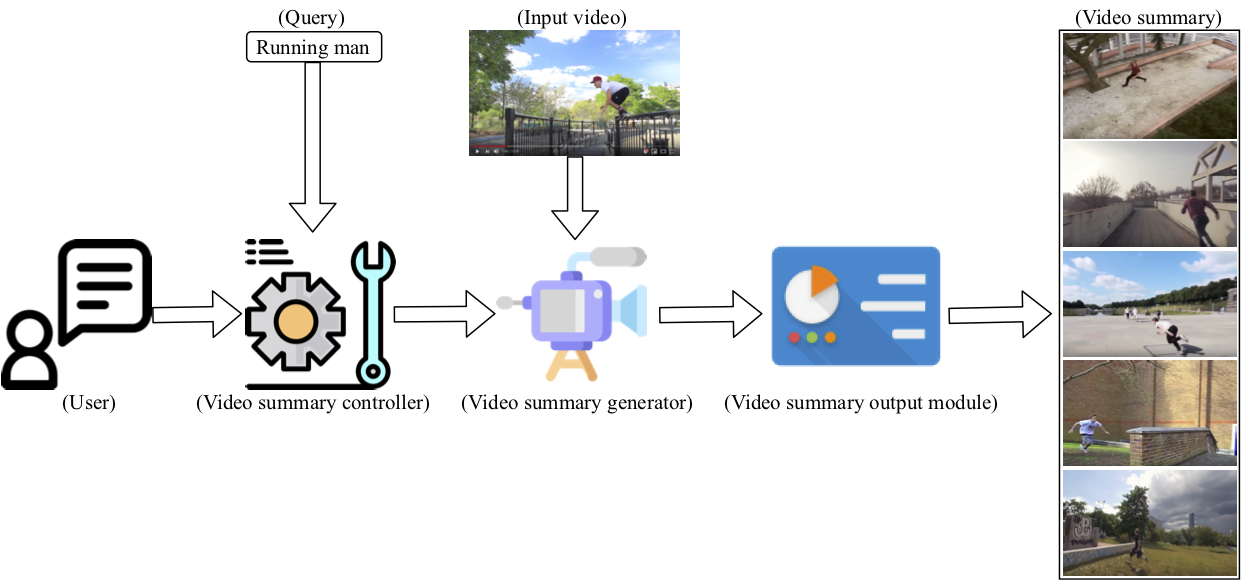 (Query)
Running man
(Input video)
(Video summary)
(User)
(Video summary controller)
(Video summary generator)
(Video summary output module)